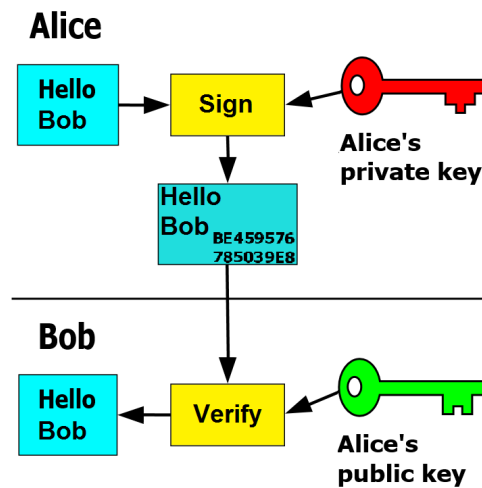 Alice
Hello
Bob
Sign
Alice's
private key
Hello
Bob
BE459576
785039E8
Bob
Hello
Bob
Verify
Alice's
public key